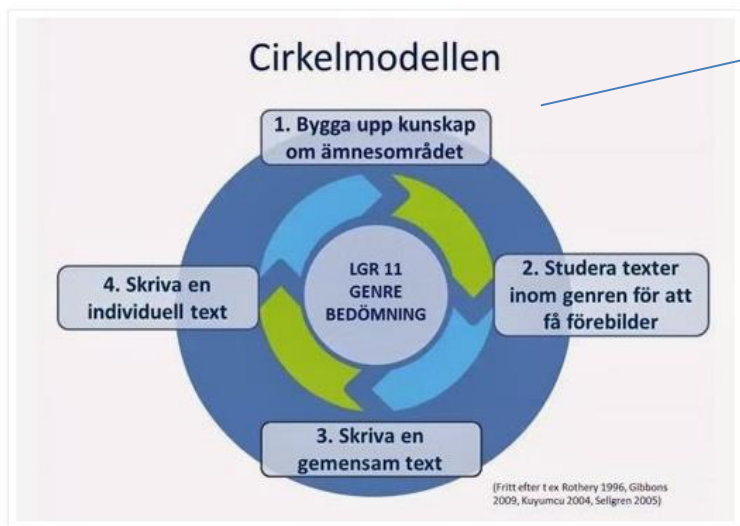 Cirkelmodellen
1. Bygga upp kunskap
om ämnesområdet
2. Studera texter
inom genren för att
få förebilder
3. Skriva en
gemensam text
4. Skriva en
individuell text
LGR 11
GENRE
BEDÖMNING
(Fritt efter t ex Rothery 1996, Gibbons
2009, Kuyumcu 2004, Sellgren 2005)